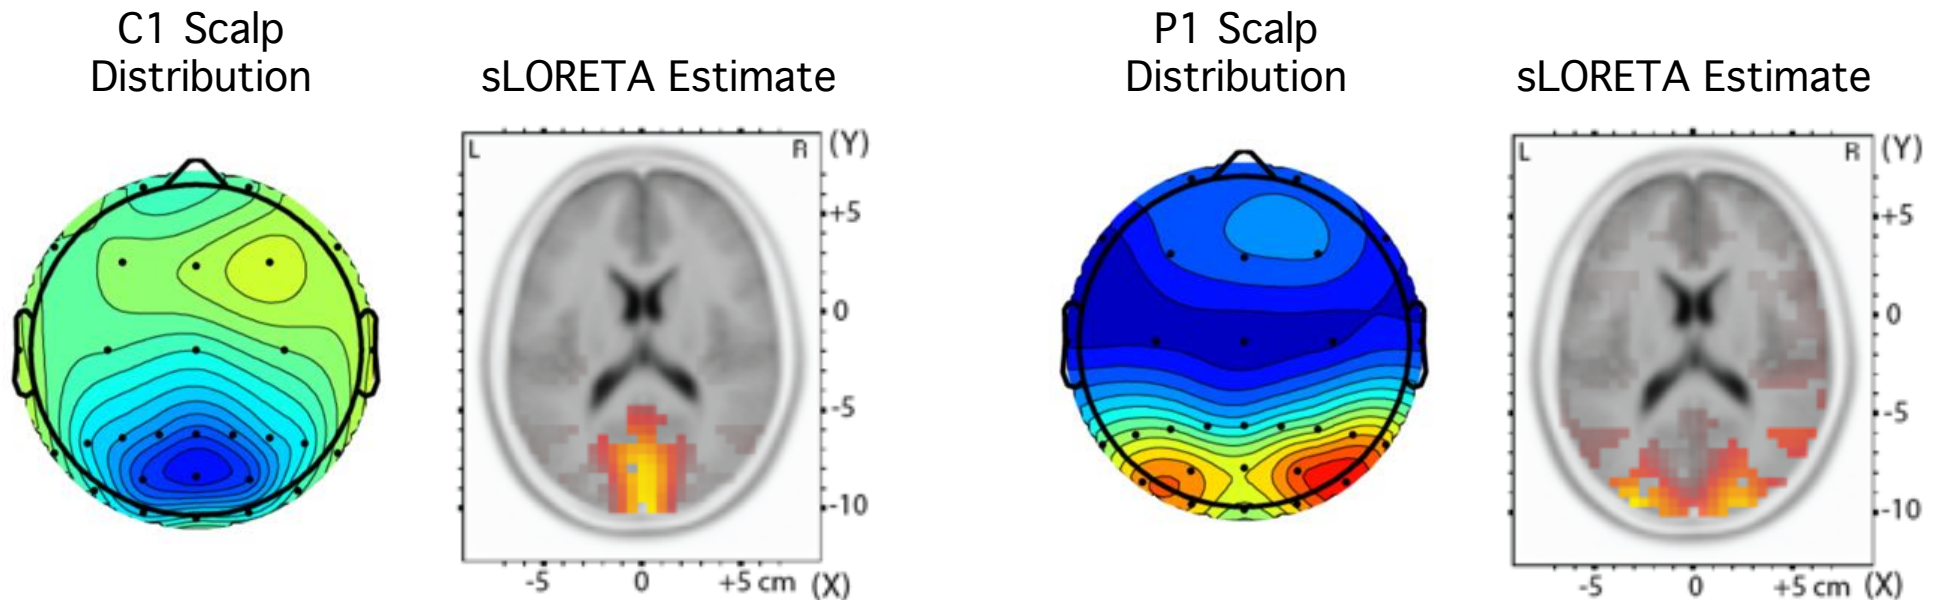 C1 Scalp
Distribution
sLORETA Estimate
P1 Scalp
Distribution
sLORETA Estimate
L R (Y)
+5
0
-5
-10
-5 0 +5 cm (X)
L R (Y)
+5
0
-5
-10
-5 0 +5 cm (X)